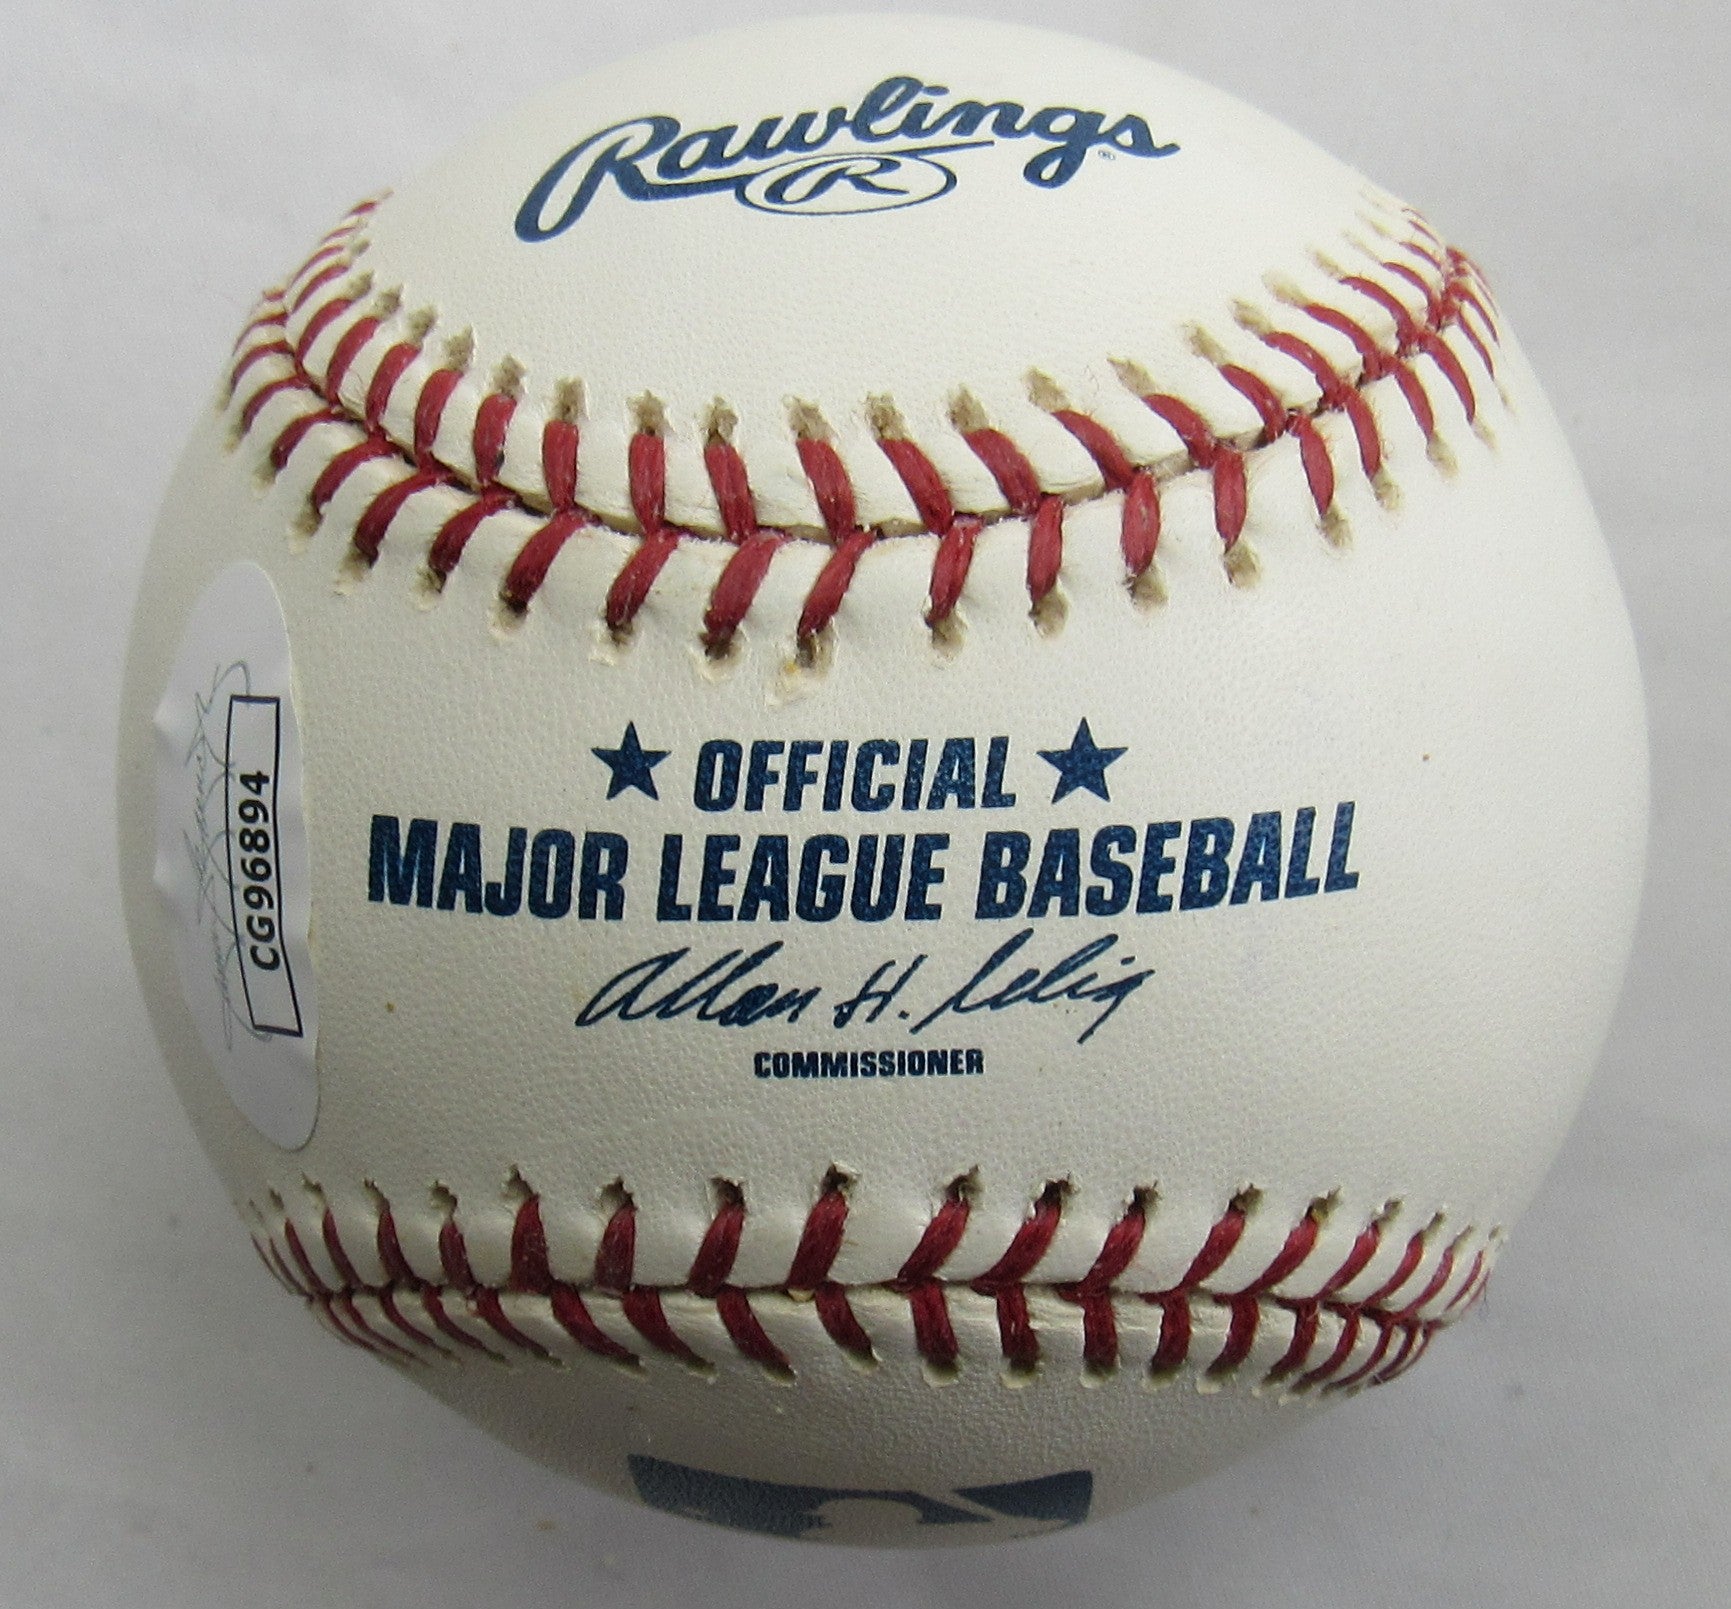 Rawlings
®
R
★ OFFICIAL ★
MAJOR LEAGUE BASEBALL
Allan H. Selig
COMMISSIONER
CG96894